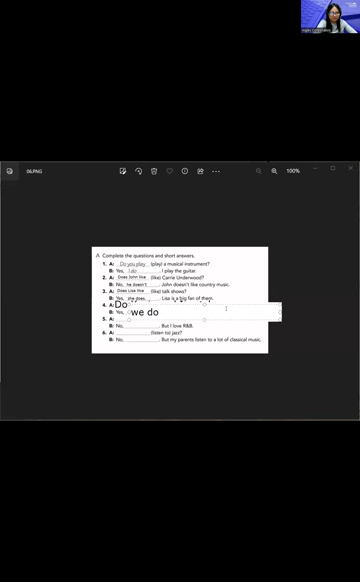 06.PNG
100%
A Complete the questions and short answers.
1. A: Do you play (play) a musical instrument?
B: Yes, I do. I play the guitar.
2. A: Does John like (like) Carrie Underwood?
B: No, he doesn't. John doesn't like country music.
3. A: Does Lisa like (like) talk shows?
B: Yes, she does. Lisa is a big fan of them.
4. A: Do
B: Yes, we do
5. A:
B: No, . But I love R&B.
6. A: (listen to) jazz?
B: No, . But my parents listen to a lot of classical music.